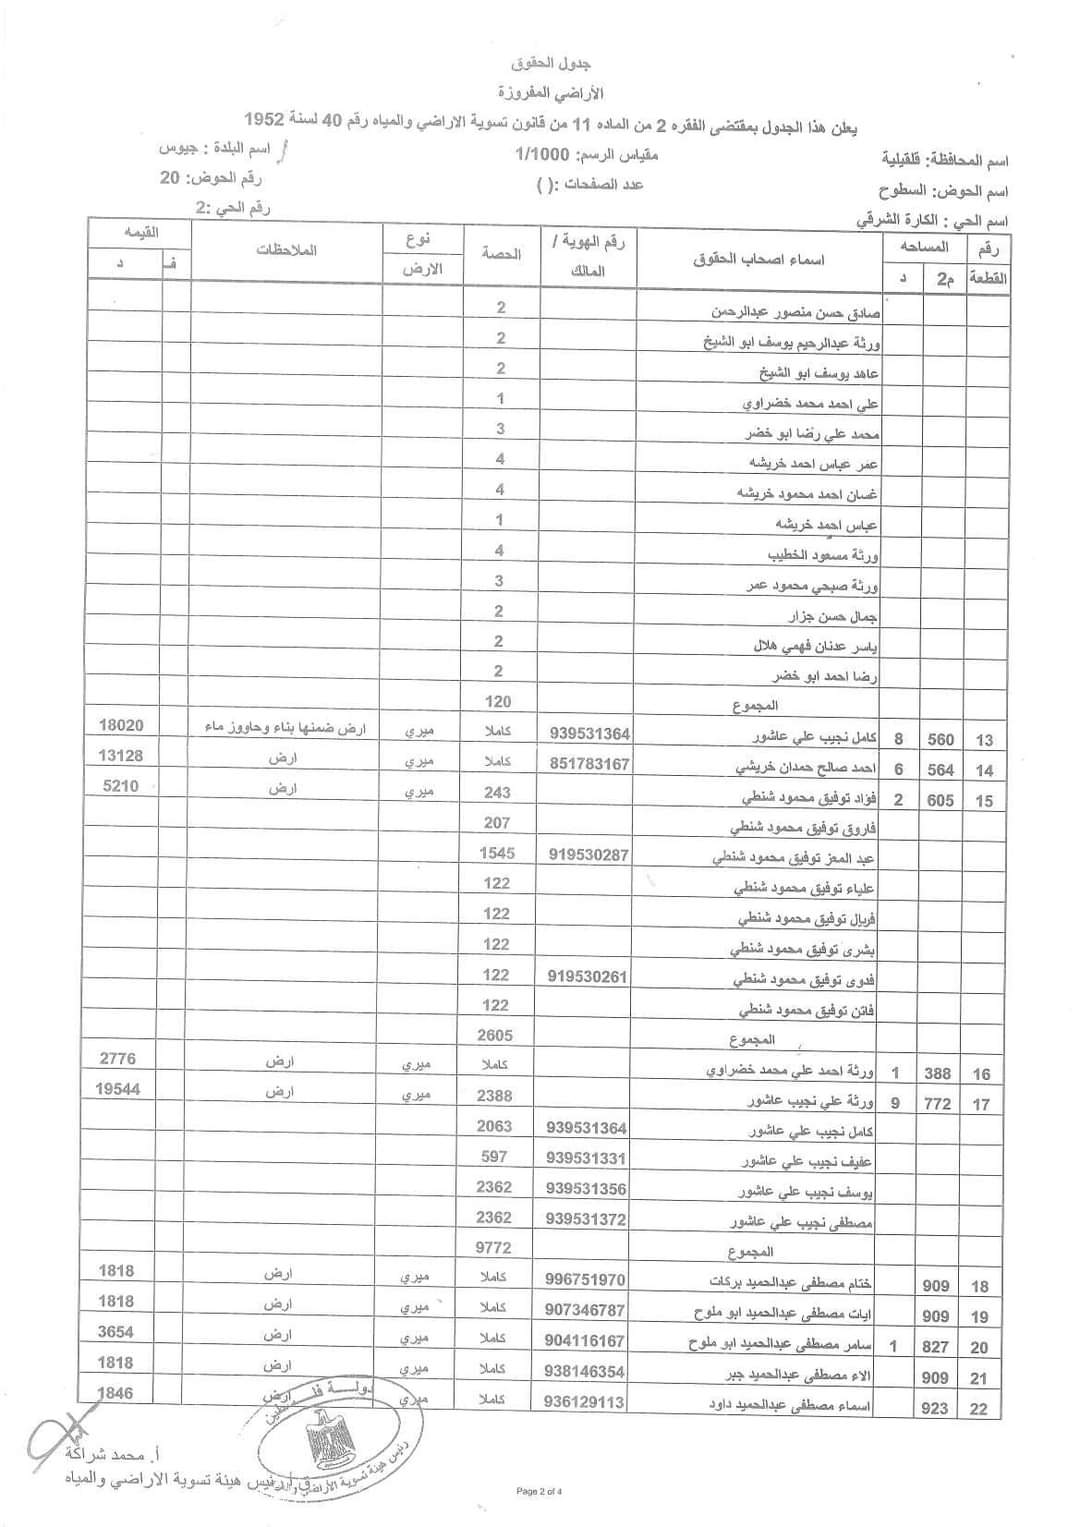 جدول الحقوق
الأراضي المفروزة
يعلن هذا الجدول بمقتضى الفقره 2 من الماده 11 من قانون تسوية الاراضي والمياه رقم 40 لسنة 1952
اسم المحافظة: قلقيلية مقياس الرسم: 1/1000 اسم البلدة : جيوس
اسم الحوض: السطوح عدد الصفحات :( ) رقم الحوض: 20
اسم الحي : الكارة الشرقي رقم الحي :2
رقم القطعة المساحه م2 د اسماء اصحاب الحقوق رقم الهوية / المالك الحصة نوع الارض الملاحظات القيمه ف د
صادق حسن منصور عبدالرحمن 2
ورثة عبدالرحيم يوسف ابو الشيخ 2
عاهد يوسف ابو الشيخ 2
علي احمد محمد خضراوي 1
محمد علي رضا ابو خضر 3
عمر عباس احمد خريشه 4
غسان احمد محمود خريشه 4
عباس احمد خريشه 1
ورثة مسعود الخطيب 4
ورثة صبحي محمود عمر 3
جمال حسن جزار 2
ياسر عدنان فهمي هلال 2
رضا احمد ابو خضر 2
المجموع 120
13 560 8 كامل نجيب علي عاشور 939531364 كاملا ميري ارض ضمنها بناء وحاووز ماء 18020
14 564 6 احمد صالح حمدان خريشي 851783167 كاملا ميري ارض 13128
15 605 2 فؤاد توفيق محمود شنطي 243 ميري ارض 5210
فاروق توفيق محمود شنطي 207
عبد المعز توفيق محمود شنطي 919530287 1545
علياء توفيق محمود شنطي 122
فريال توفيق محمود شنطي 122
بشرى توفيق محمود شنطي 122
فدوى توفيق محمود شنطي 919530261 122
فاتن توفيق محمود شنطي 122
المجموع 2605
16 388 1 ورثة احمد علي محمد خضراوي كاملا ميري ارض 2776
17 772 9 ورثة علي نجيب عاشور 2388 ميري ارض 19544
كامل نجيب علي عاشور 939531364 2063
عفيف نجيب علي عاشور 939531331 597
يوسف نجيب علي عاشور 939531356 2362
مصطفى نجيب علي عاشور 939531372 2362
المجموع 9772
18 909 ختام مصطفى عبدالحميد بركات 996751970 كاملا ميري ارض 1818
19 909 ايات مصطفى عبدالحميد ابو ملوح 907346787 كاملا ميري ارض 1818
20 827 1 سامر مصطفى عبدالحميد ابو ملوح 904116167 كاملا ميري ارض 3654
21 909 الاء مصطفى عبدالحميد جبر 938146354 كاملا ميري ارض 1818
22 923 اسماء مصطفى عبدالحميد داود 936129113 كاملا ميري ارض 1846
دولة فلسطين
هيئة تسوية الأراضي
أ. محمد شراكة
رئيس هيئة تسوية الاراضي والمياه
Page 2 of 4